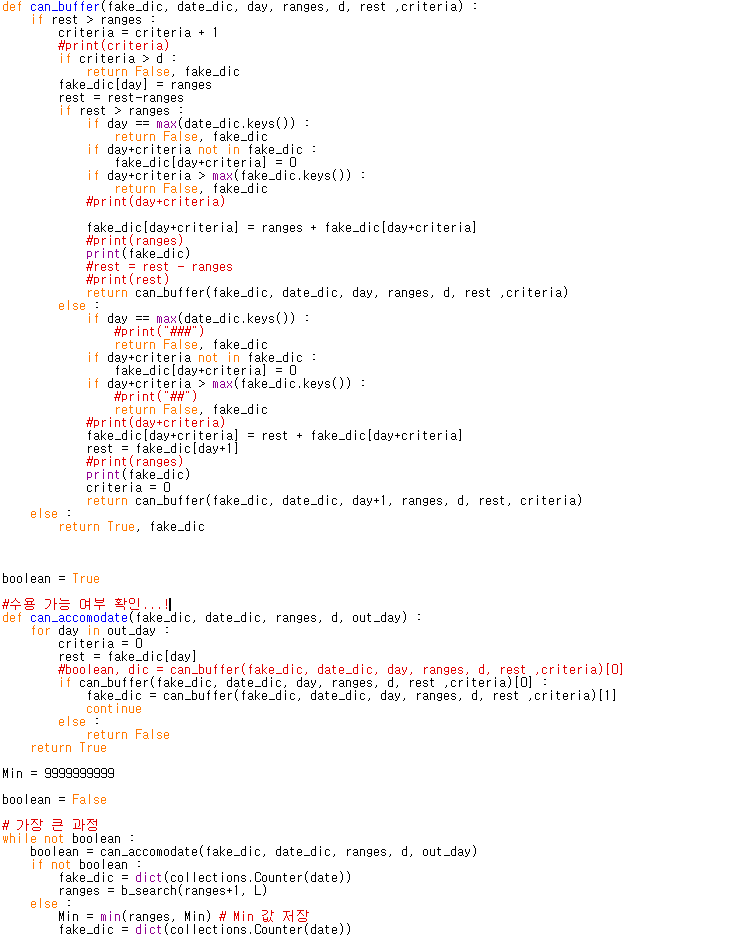 def can_buffer(fake_dic, date_dic, day, ranges, d, rest ,criteria) :
    if rest > ranges :
        criteria = criteria + 1
        #print(criteria)
        if criteria > d :
            return False, fake_dic
        fake_dic[day] = ranges
        rest = rest-ranges
        if rest > ranges :
            if day == max(date_dic.keys()) :
                return False, fake_dic
            if day+criteria not in fake_dic :
                fake_dic[day+criteria] = 0
            if day+criteria > max(fake_dic.keys()) :
                return False, fake_dic
            #print(day+criteria)

            fake_dic[day+criteria] = ranges + fake_dic[day+criteria]
            #print(ranges)
            print(fake_dic)
            #rest = rest - ranges
            #print(rest)
            return can_buffer(fake_dic, date_dic, day, ranges, d, rest ,criteria)
        else :
            if day == max(date_dic.keys()) :
                #print("###")
                return False, fake_dic
            if day+criteria not in fake_dic :
                fake_dic[day+criteria] = 0
            if day+criteria > max(fake_dic.keys()) :
                #print("##")
                return False, fake_dic
            #print(day+criteria)
            fake_dic[day+criteria] = rest + fake_dic[day+criteria]
            rest = fake_dic[day+1]
            #print(ranges)
            print(fake_dic)
            criteria = 0
            return can_buffer(fake_dic, date_dic, day+1, ranges, d, rest, criteria)
    else :
        return True, fake_dic

boolean = True

#수용 가능 여부 확인...!
def can_accomodate(fake_dic, date_dic, ranges, d, out_day) :
    for day in out_day :
        criteria = 0
        rest = fake_dic[day]
        #boolean, dic = can_buffer(fake_dic, date_dic, day, ranges, d, rest ,criteria)[0]
        if can_buffer(fake_dic, date_dic, day, ranges, d, rest ,criteria)[0] :
            fake_dic = can_buffer(fake_dic, date_dic, day, ranges, d, rest ,criteria)[1]
            continue
        else :
            return False
    return True

Min = 9999999999

boolean = False

# 가장 큰 과정
while not boolean :
    boolean = can_accomodate(fake_dic, date_dic, ranges, d, out_day)
    if not boolean :
        fake_dic = dict(collections.Counter(date))
        ranges = b_search(ranges+1, L)
    else :
        Min = min(ranges, Min) # Min 값 저장
        fake_dic = dict(collections.Counter(date))